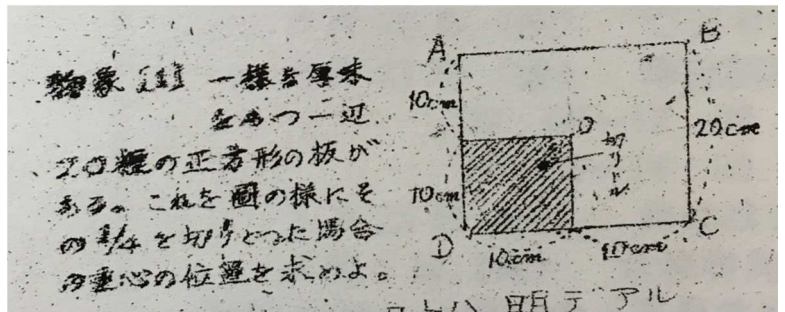 物象〔1〕 一様な厚味
をもつ一辺
20糎の正方形の板が
ある。これを圖の様にそ
の1/4を切りとつた場合
の重心の位置を求めよ。
A
B
10cm
O
20cm
切リトル
10cm
D
C
10cm
10cm
明デアル